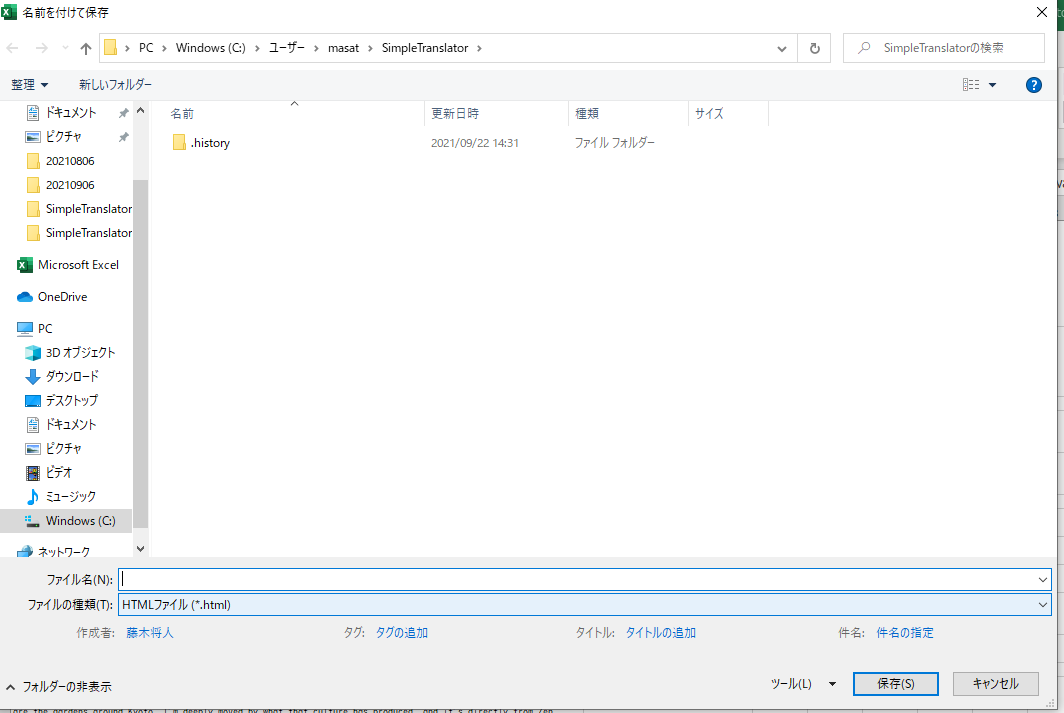 名前を付けて保存
PC › Windows (C:) › ユーザー › masat › SimpleTranslator ›
SimpleTranslatorの検索
整理
新しいフォルダー
名前
更新日時
種類
サイズ
.history
2021/09/22 14:31
ファイル フォルダー
ドキュメント
ピクチャ
20210806
20210906
SimpleTranslator
SimpleTranslator
Microsoft Excel
OneDrive
PC
3D オブジェクト
ダウンロード
デスクトップ
ドキュメント
ピクチャ
ビデオ
ミュージック
Windows (C:)
ネットワーク
ファイル名(N):
ファイルの種類(T):
HTMLファイル (*.html)
作成者: 藤木将人
タグ: タグの追加
タイトル: タイトルの追加
件名: 件名の指定
フォルダーの非表示
ツール(L)
保存(S)
キャンセル